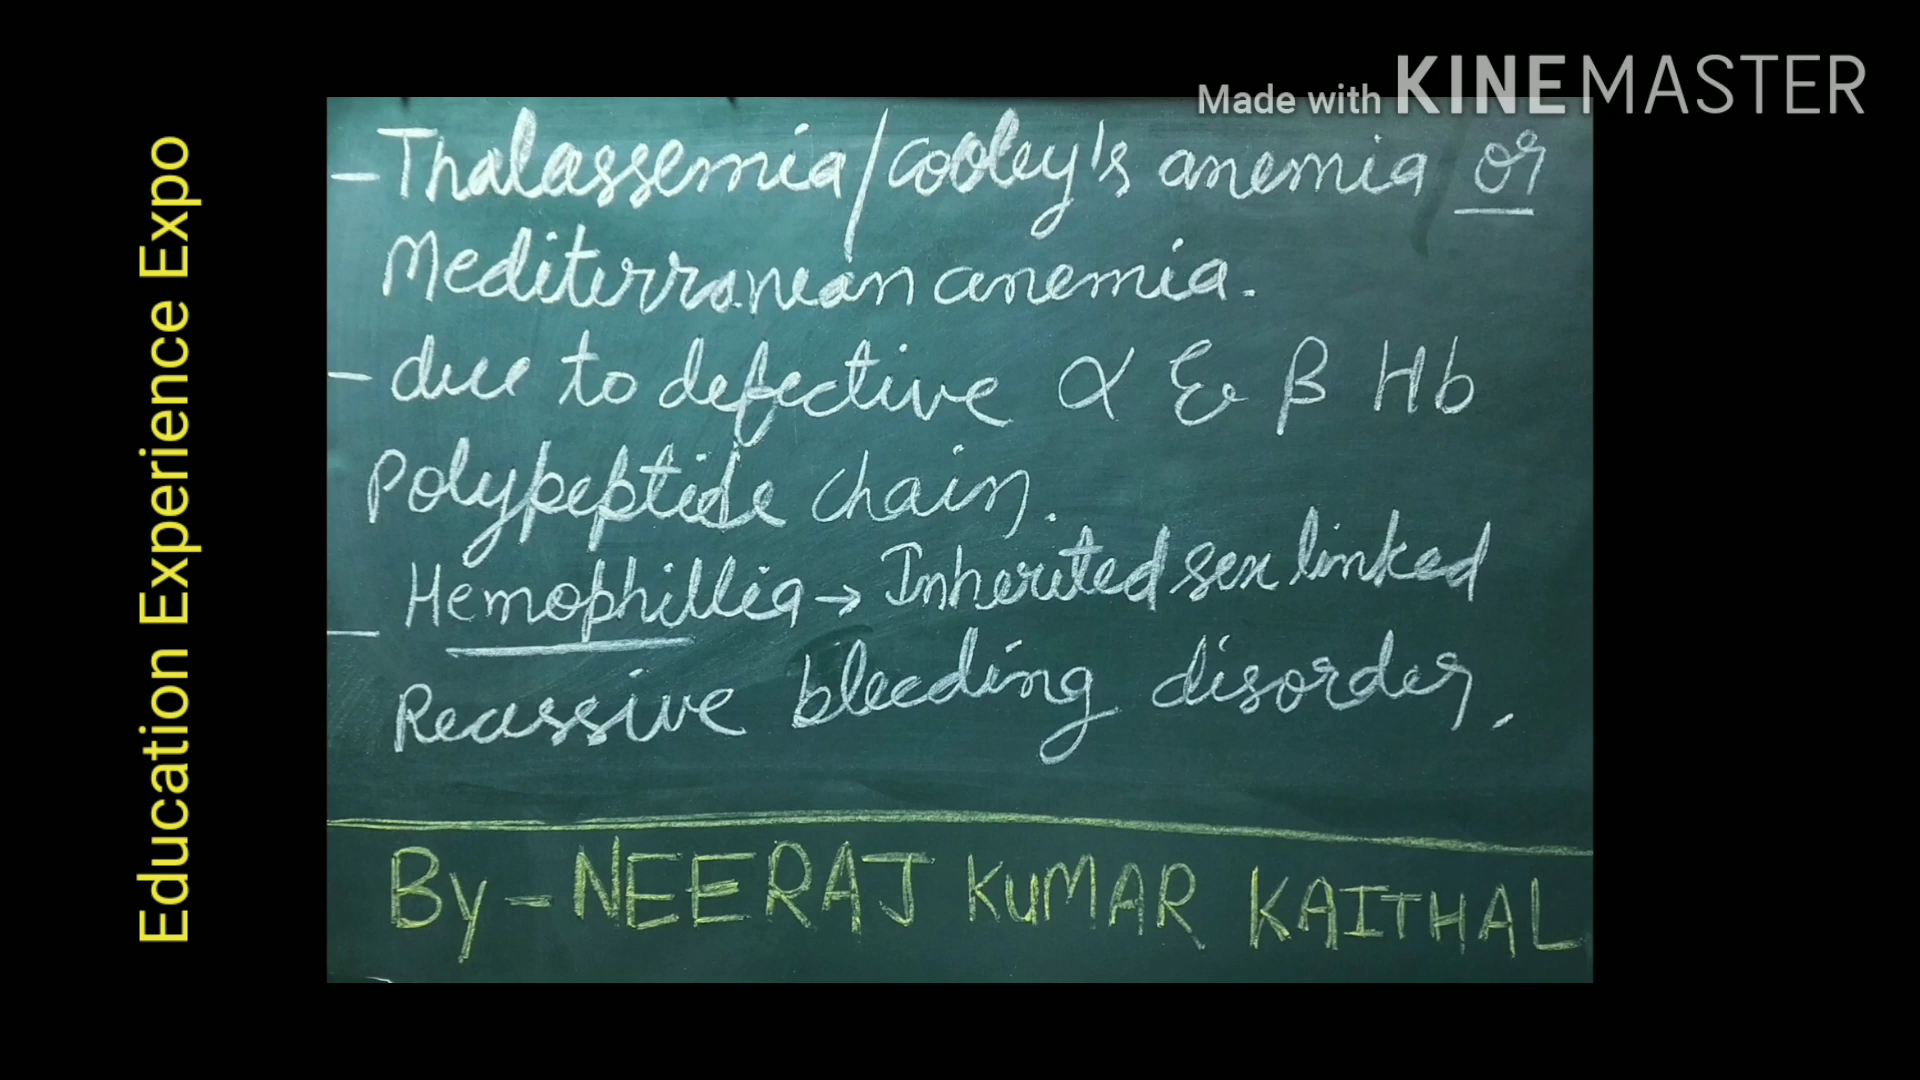 Made with KINEMASTER
Education Experience Expo
- Thalassemia/cooley's anemia or
Mediterranean anemia.
- due to defective α & β Hb
Polypeptide chain.
- Hemophillia → Inherited sex linked
Recessive bleeding disorder,
By - NEERAJ KUMAR KAITHAL